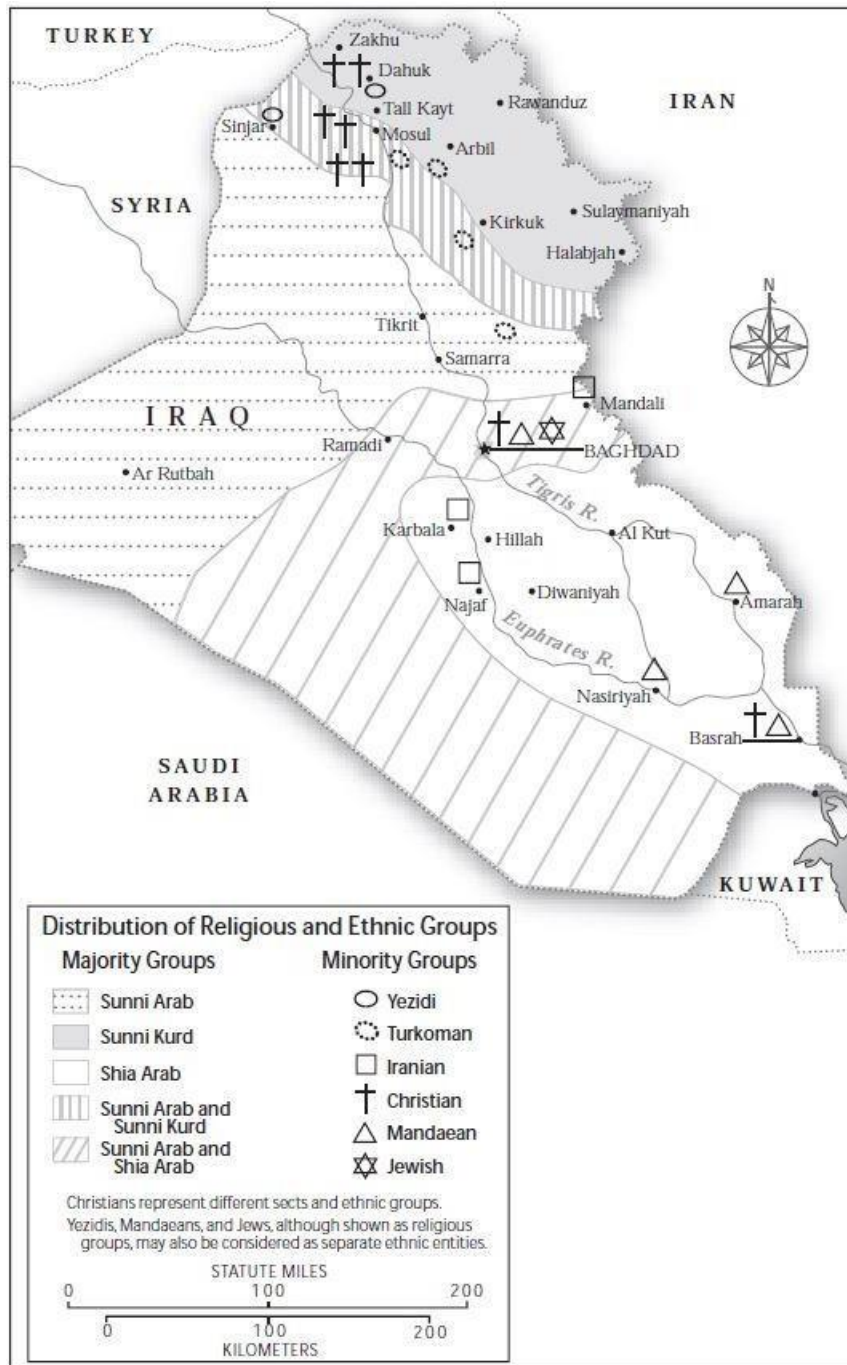 TURKEY
Zakhu
Dahuk
Tall Kayt
Rawanduz
IRAN
Sinjar
Mosul
Arbil
SYRIA
Sulaymaniyah
Kirkuk
Halabjah
N
Tikrit
Samarra
Mandali
IRAQ
Ramadi
BAGHDAD
Ar Rutbah
Tigris R.
Karbala
Hillah
Al Kut
Najaf
Diwaniyah
Amarah
Euphrates R.
Nasiriyah
Basrah
SAUDI
ARABIA
KUWAIT
Distribution of Religious and Ethnic Groups
Majority Groups
Sunni Arab
Sunni Kurd
Shia Arab
Sunni Arab and
Sunni Kurd
Sunni Arab and
Shia Arab
Minority Groups
Yezidi
Turkoman
Iranian
Christian
Mandaean
Jewish
Christians represent different sects and ethnic groups.
Yezidis, Mandaeans, and Jews, although shown as religious
groups, may also be considered as separate ethnic entities.
STATUTE MILES
0 100 200
0 100 200
KILOMETERS